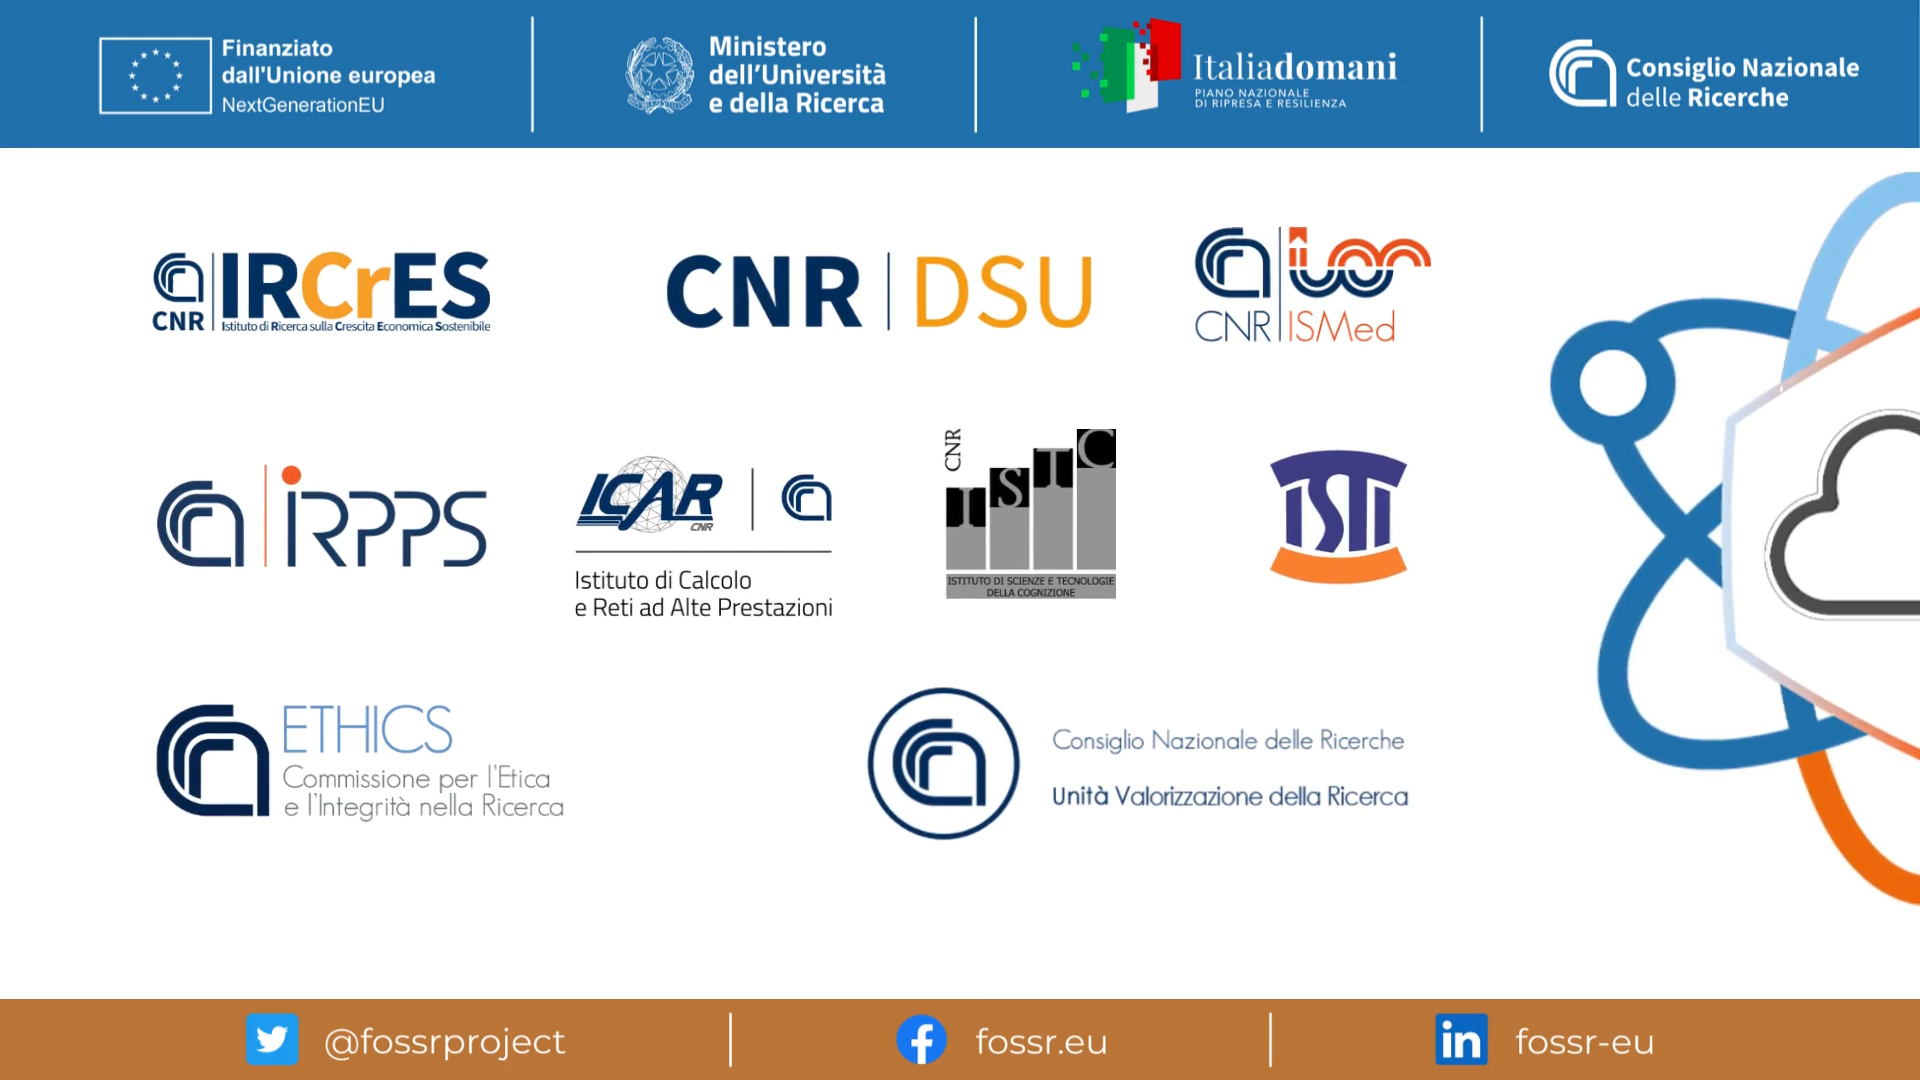 Finanziato
dall'Unione europea
NextGenerationEU
Ministero
dell'Università
e della Ricerca
Italiadomani
PIANO NAZIONALE
DI RIPRESA E RESILIENZA
Consiglio Nazionale
delle Ricerche
CNR
IRCrES
Istituto di Ricerca sulla Crescita Economica Sostenibile
CNR DSU
CNR ISMed
IRPPS
ICAR
CNR
Istituto di Calcolo
e Reti ad Alte Prestazioni
CNR
ISTC
ISTITUTO DI SCIENZE E TECNOLOGIE
DELLA COGNIZIONE
ISTI
ETHICS
Commissione per l'Etica
e l'Integrità nella Ricerca
Consiglio Nazionale delle Ricerche
Unità Valorizzazione della Ricerca
@fossrproject
fossr.eu
in fossr-eu